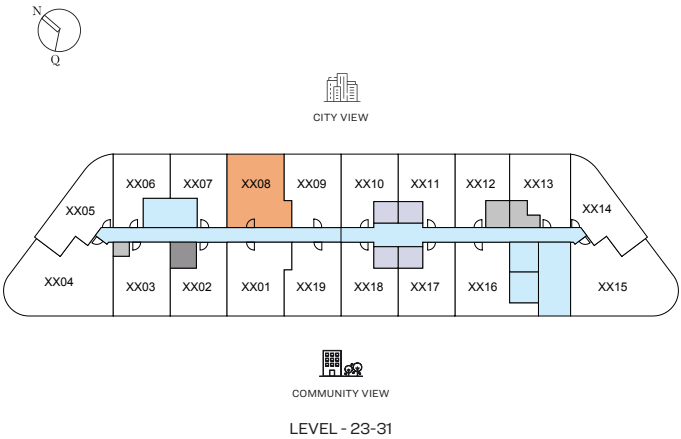 N
Q
CITY VIEW
XX06 XX07 XX08 XX09 XX10 XX11 XX12 XX13
XX05 XX14
XX04 XX03 XX02 XX01 XX19 XX18 XX17 XX16 XX15
COMMUNITY VIEW
LEVEL - 23-31